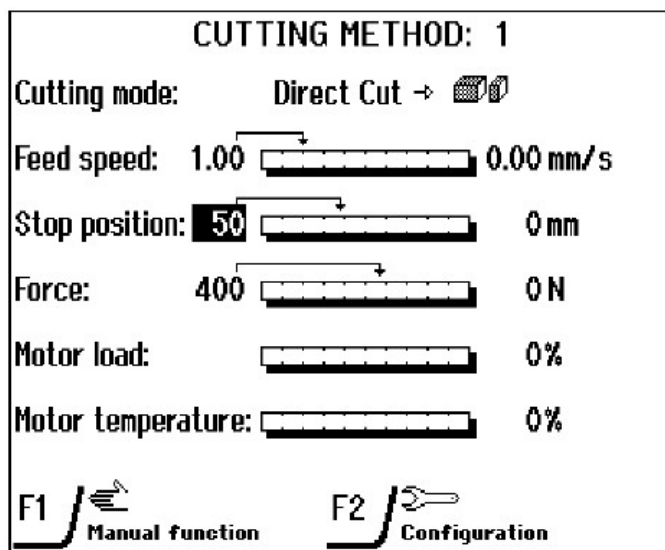 CUTTING METHOD: 1
Cutting mode: Direct Cut →
Feed speed: 1.00 0.00 mm/s
Stop position: 50 0 mm
Force: 400 0 N
Motor load: 0%
Motor temperature: 0%
F1 Manual function F2 Configuration